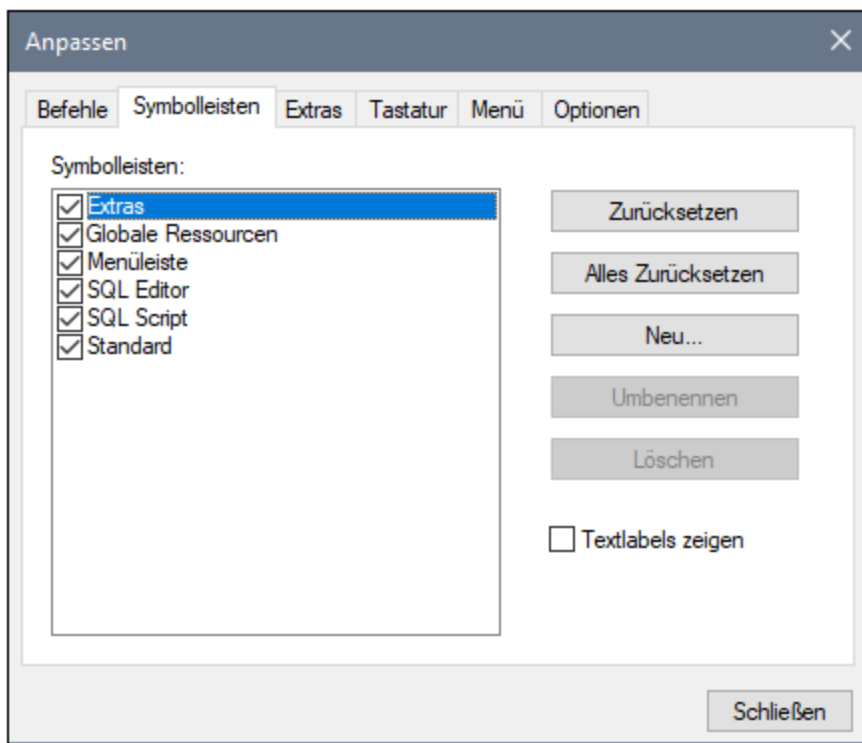 Anpassen
Befehle Symbolleisten Extras Tastatur Menü Optionen
Symbolleisten:
Extras
Globale Ressourcen
Menüleiste
SQL Editor
SQL Script
Standard
Zurücksetzen
Alles Zurücksetzen
Neu...
Umbenennen
Löschen
Textlabels zeigen
Schließen